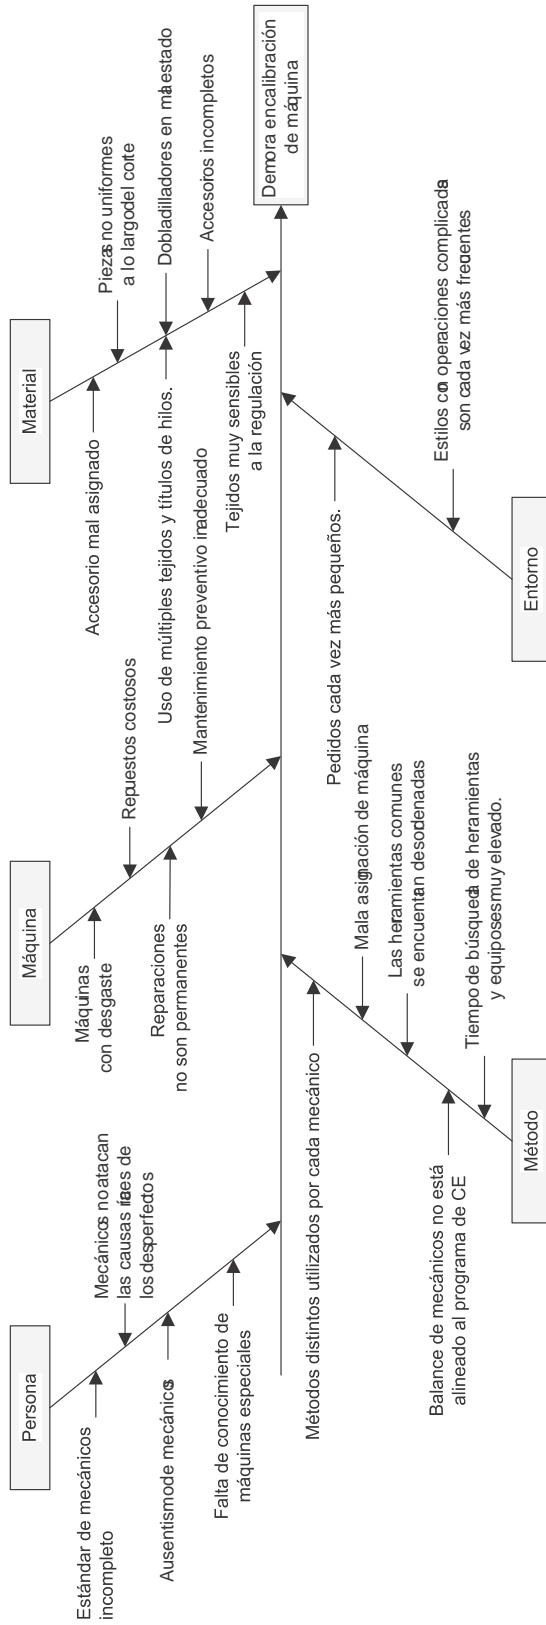 Persona
Estándar de mecánicos
incompleto
Mecánicos no atacan
las causas raíces de
los desperfectos
Ausentismo de mecánicos
Falta de conocimiento de
máquinas especiales
Máquina
Máquinas
con desgaste
Repuestos costosos
Reparaciones
no son permanentes
Mantenimiento preventivo inadecuado
Material
Accesorio mal asignado
Piezas no uniformes
a lo largo del corte
Uso de múltiples tejidos y títulos de hilos.
Dobladilladores en mal estado
Accesorios incompletos
Tejidos muy sensibles
a la regulación
Demora en calibración
de máquina
Métodos distintos utilizados por cada mecánico
Mala asignación de máquina
Las herramientas comunes
se encuentran desordenadas
Balance de mecánicos no está
alineado al programa de CE
Tiempo de búsqueda de herramientas
y equipos es muy elevado.
Método
Pedidos cada vez más pequeños.
Estilos con operaciones complicadas
son cada vez más frecuentes
Entorno